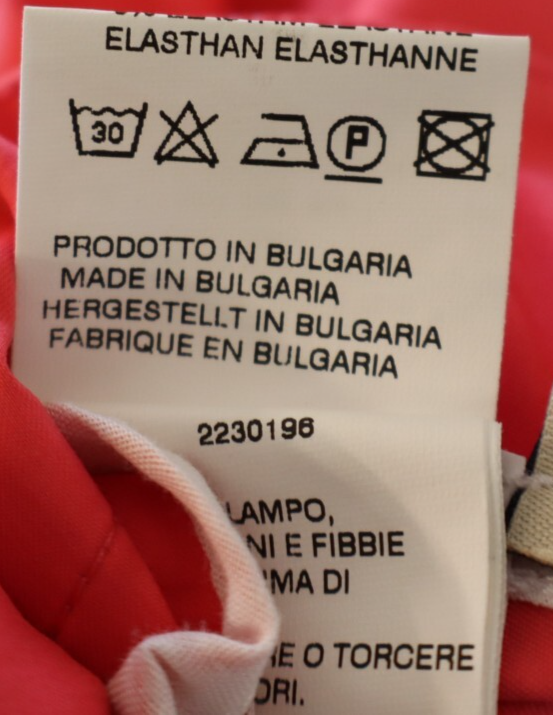 ELASTHAN ELASTHANNE
30 P
PRODOTTO IN BULGARIA
MADE IN BULGARIA
HERGESTELLT IN BULGARIA
FABRIQUE EN BULGARIA
2230196
LAMPO,
NI E FIBBIE
MA DI
E O TORCERE
ORI.